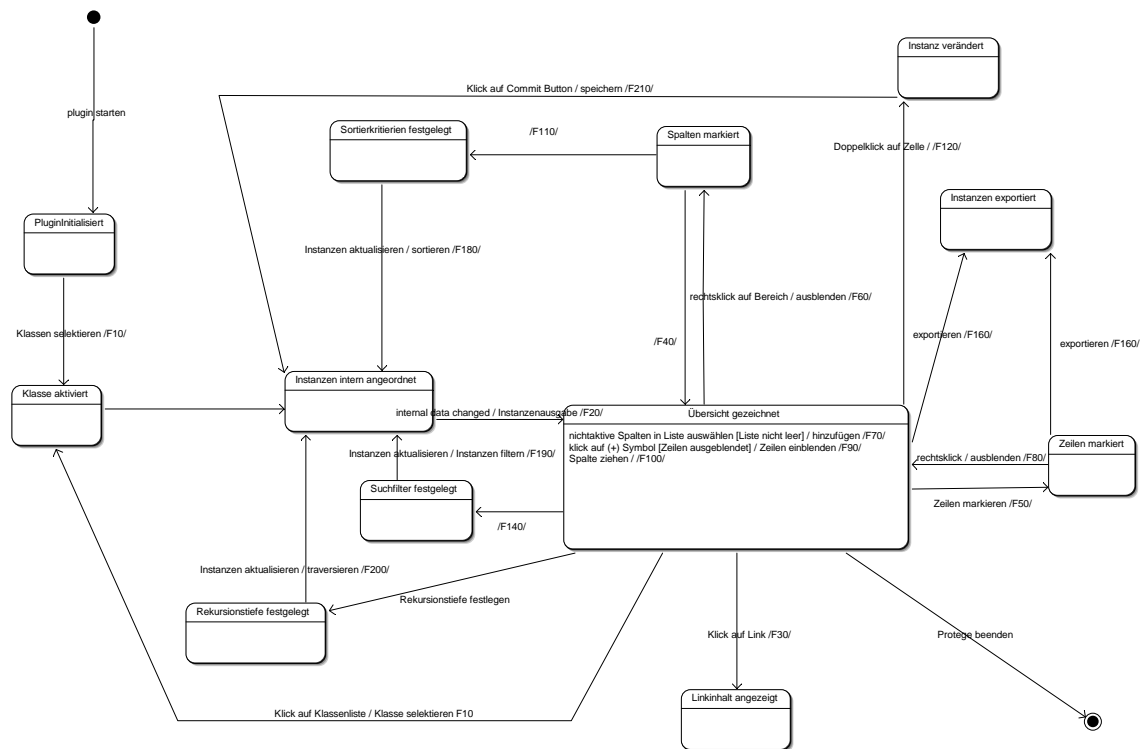 Instanz verändert
Klick auf Commit Button / speichern /F210/
plugin starten
Sortierkritierien festgelegt
/F110/
Spalten markiert
Doppelklick auf Zelle / /F120/
Instanzen exportiert
PluginInitialisiert
Instanzen aktualisieren / sortieren /F180/
rechtsklick auf Bereich / ausblenden /F60/
Klassen selektieren /F10/
exportieren /F160/
/F40/
exportieren /F160/
Instanzen intern angeordnet
Klasse aktiviert
internal data changed / Instanzenausgabe /F20/
Übersicht gezeichnet
nichtaktive Spalten in Liste auswählen [Liste nicht leer] / hinzufügen /F70/
klick auf (+) Symbol [Zeilen ausgeblendet] / Zeilen einblenden /F90/
Spalte ziehen / /F100/
Zeilen markiert
Instanzen aktualisieren / Instanzen filtern /F190/
rechtsklick / ausblenden /F80/
Suchfilter festgelegt
Zeilen markieren /F50/
/F140/
Instanzen aktualisieren / traversieren /F200/
Rekursionstiefe festlegen
Rekursionstiefe festgelegt
Klick auf Link /F30/
Protege beenden
Linkinhalt angezeigt
Klick auf Klassenliste / Klasse selektieren F10